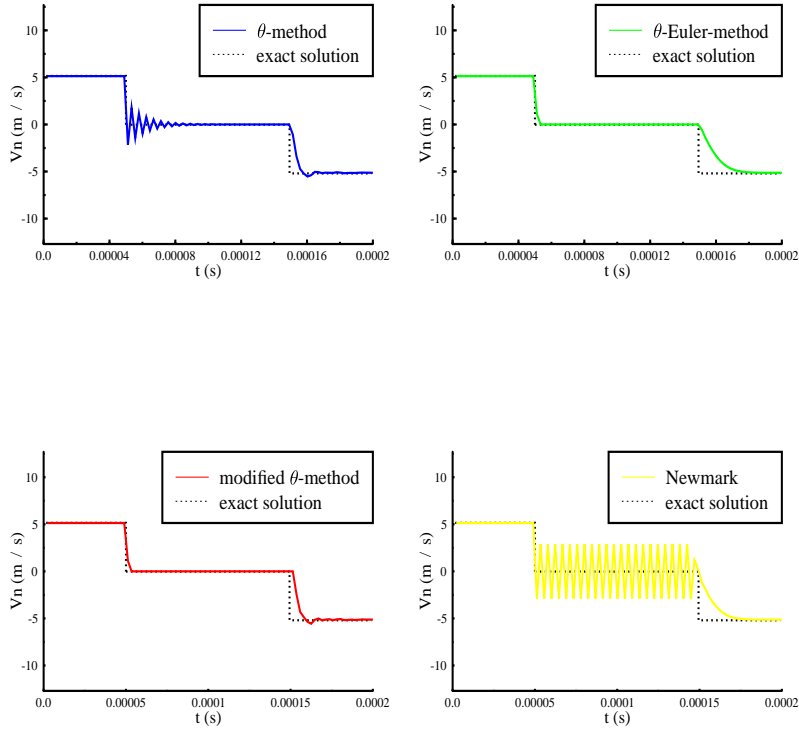 θ-method
exact solution
10
5
0
-5
-10
Vn (m / s)
0.0 0.00004 0.00008 0.00012 0.00016 0.0002
t (s)
θ-Euler-method
exact solution
10
5
0
-5
-10
Vn (m / s)
0.0 0.00004 0.00008 0.00012 0.00016 0.0002
t (s)
modified θ-method
exact solution
10
5
0
-5
-10
Vn (m / s)
0.0 0.00005 0.0001 0.00015 0.0002
t (s)
Newmark
exact solution
10
5
0
-5
-10
Vn (m / s)
0.0 0.00005 0.0001 0.00015 0.0002
t (s)